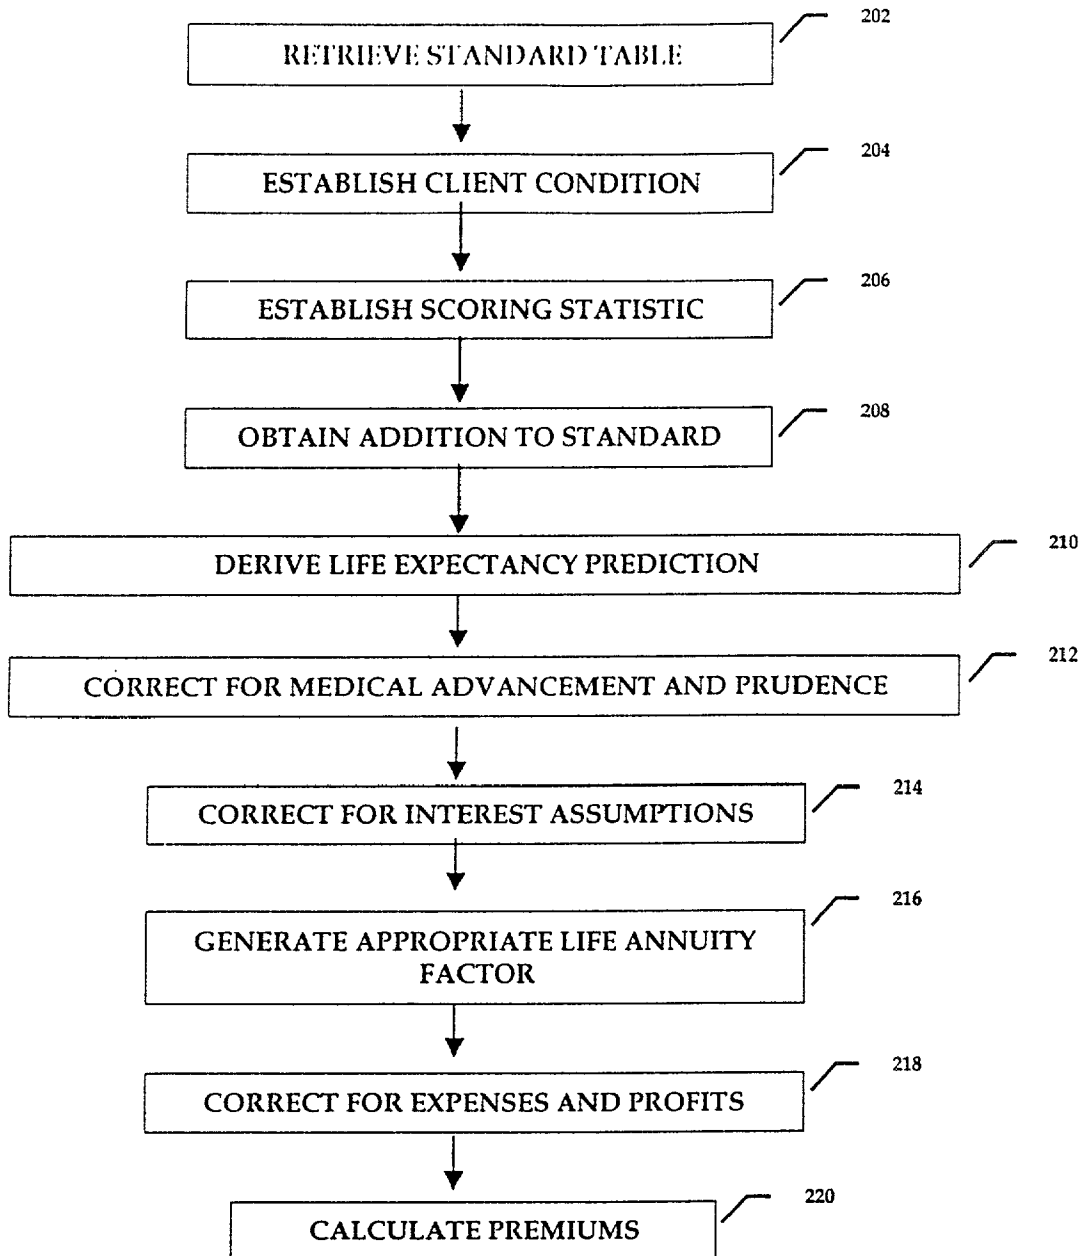 202
RETRIEVE STANDARD TABLE
204
ESTABLISH CLIENT CONDITION
206
ESTABLISH SCORING STATISTIC
208
OBTAIN ADDITION TO STANDARD
210
DERIVE LIFE EXPECTANCY PREDICTION
212
CORRECT FOR MEDICAL ADVANCEMENT AND PRUDENCE
214
CORRECT FOR INTEREST ASSUMPTIONS
216
GENERATE APPROPRIATE LIFE ANNUITY
FACTOR
218
CORRECT FOR EXPENSES AND PROFITS
220
CALCULATE PREMIUMS